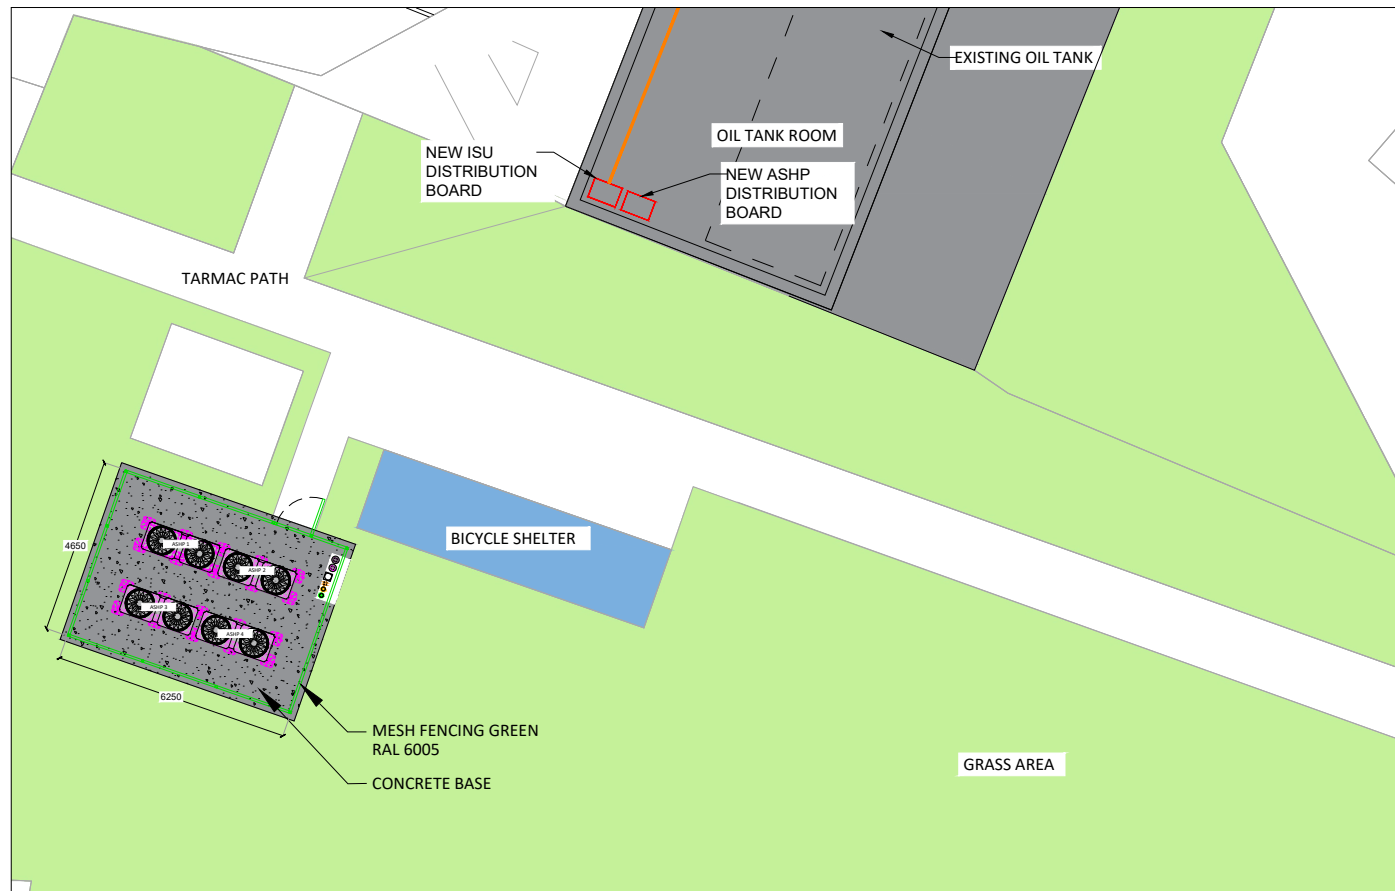 EXISTING OIL TANK
OIL TANK ROOM
NEW ISU
DISTRIBUTION
BOARD
NEW ASHP
DISTRIBUTION
BOARD
TARMAC PATH
BICYCLE SHELTER
4650
ASHP 1
ASHP 2
ASHP 3
ASHP 4
6250
MESH FENCING GREEN
RAL 6005
CONCRETE BASE
GRASS AREA